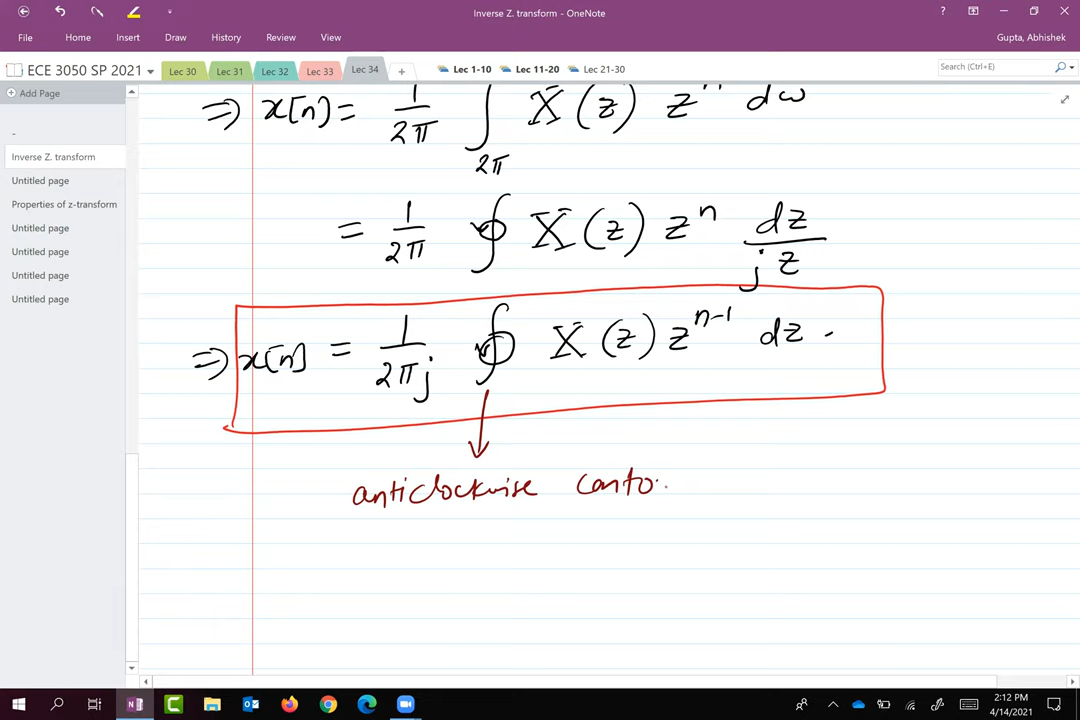 Inverse Z. transform - OneNote
File Home Insert Draw History Review View Gupta, Abhishek
ECE 3050 SP 2021 Lec 30 Lec 31 Lec 32 Lec 33 Lec 34 Lec 1-10 Lec 11-20 Lec 21-30 Search (Ctrl+E)
Add Page
-
Inverse Z. transform
Untitled page
Properties of z-transform
Untitled page
Untitled page
Untitled page
Untitled page
⇒ x[n] = 1/2π ∫_2π X(z) z^n dω
= 1/2π ∮ X(z) z^n dz/jz
⇒ x[n] = 1/2πj ∮ X(z) z^{n-1} dz .
↓
anticlockwise conto
2:12 PM
4/14/2021